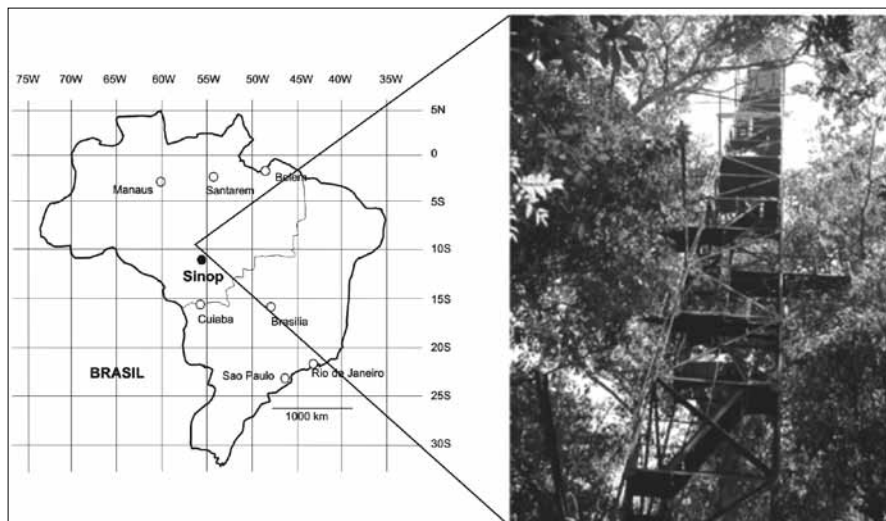 75W 70W 65W 60W 55W 48W 45W 40W 35W
5N
0
Belem
Manaus
Santarem
5S
10S
Sinop
15S
Cuiaba
Brasilia
20S
BRASIL
Sao Paulo
Rio de Janeiro
25S
1000 km
30S